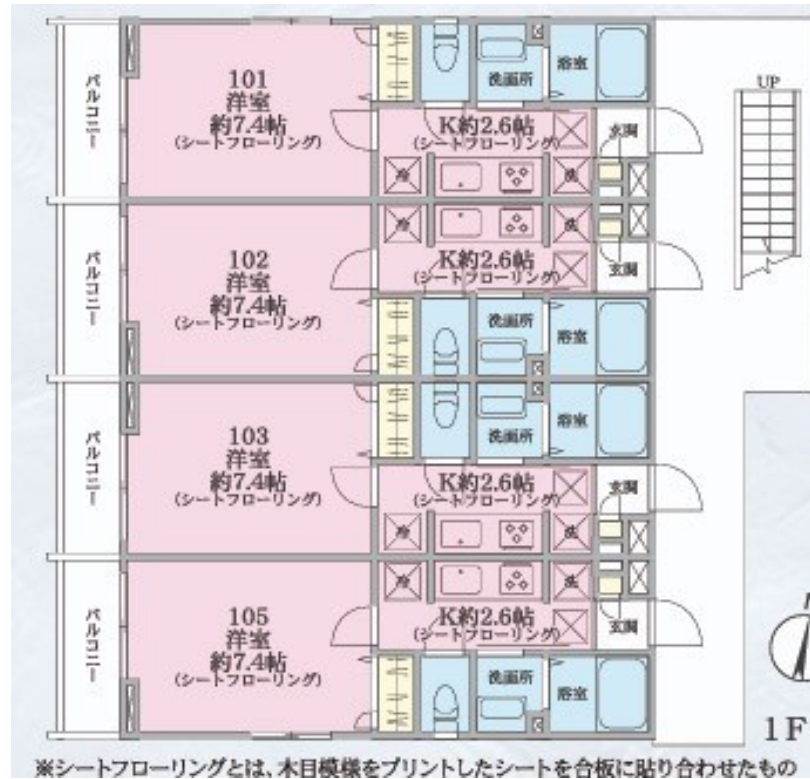 バルコニー
101
洋室
約7.4帖
(シートフローリング)
洗面所
浴室
K約2.6帖
(シートフローリング)
玄関
冷
洗
UP
バルコニー
102
洋室
約7.4帖
(シートフローリング)
冷
洗
K約2.6帖
(シートフローリング)
玄関
洗面所
浴室
バルコニー
103
洋室
約7.4帖
(シートフローリング)
洗面所
浴室
K約2.6帖
(シートフローリング)
玄関
冷
洗
バルコニー
105
洋室
約7.4帖
(シートフローリング)
冷
洗
K約2.6帖
(シートフローリング)
玄関
洗面所
浴室
1F
※シートフローリングとは、木目模様をプリントしたシートを合板に貼り合わせたもの